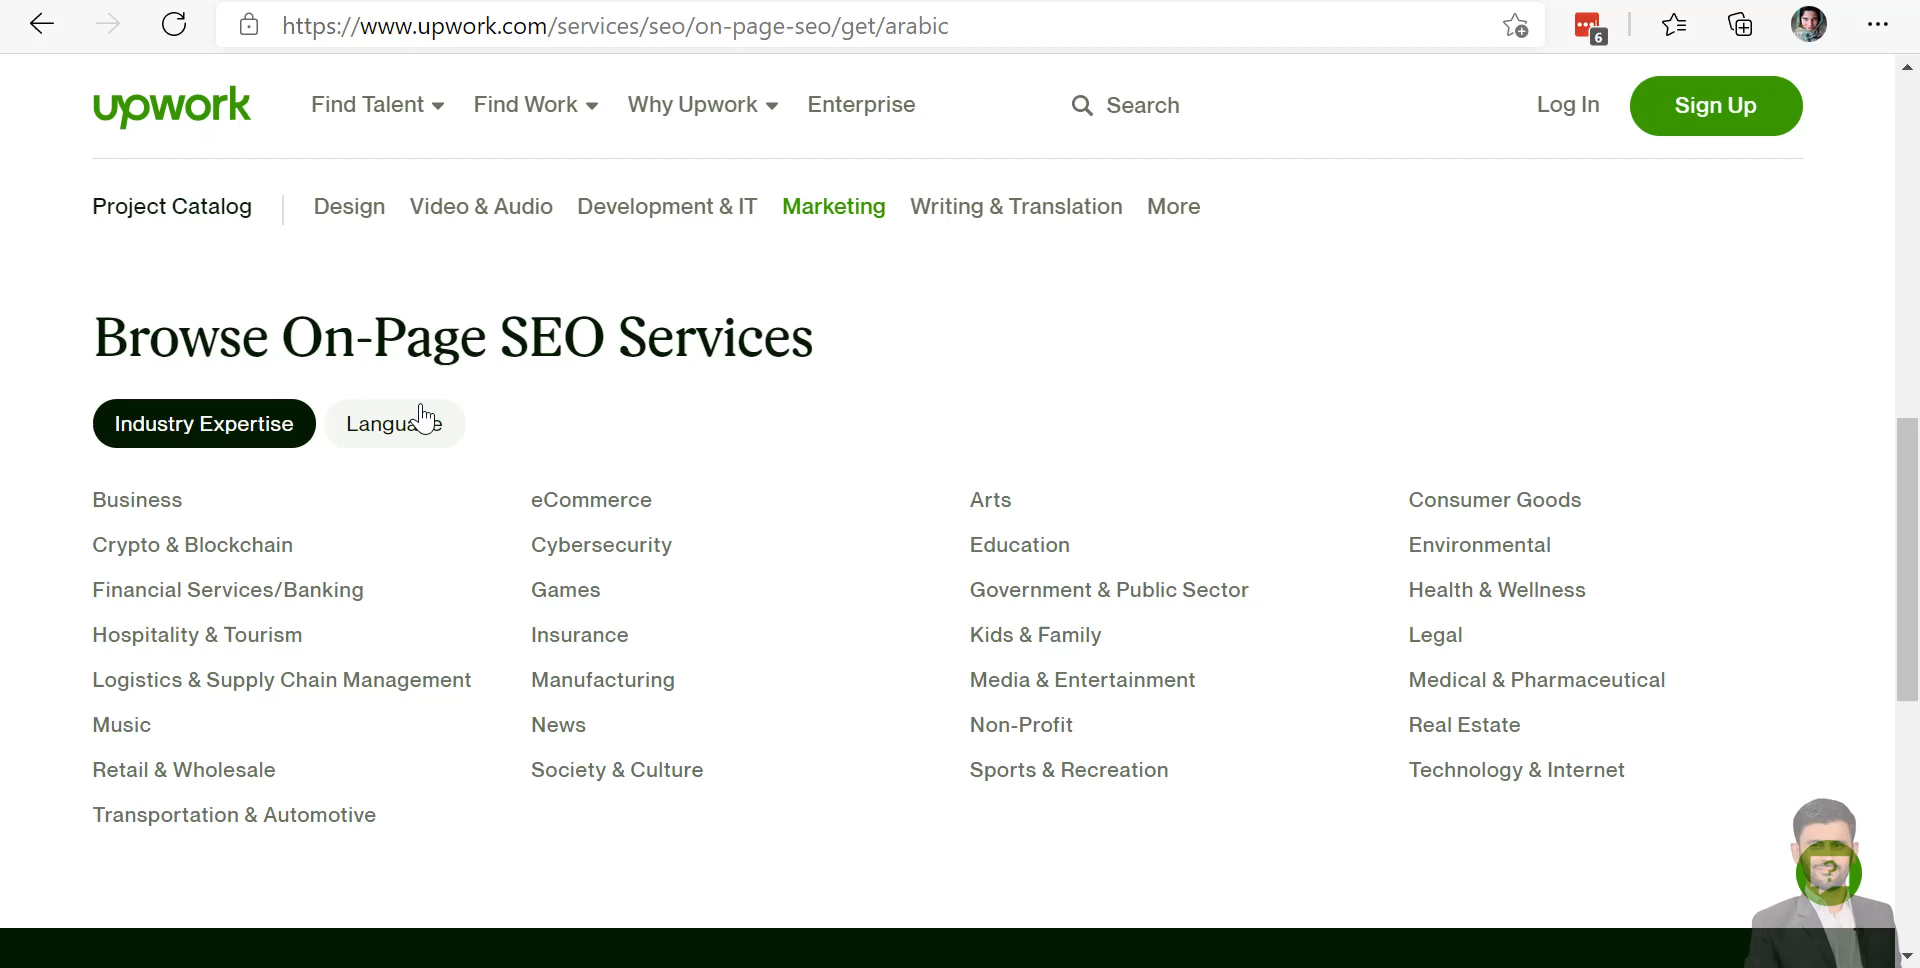 https://www.upwork.com/services/seo/on-page-seo/get/arabic
6
upwork Find Talent Find Work Why Upwork Enterprise Search Log In Sign Up
Project Catalog Design Video & Audio Development & IT Marketing Writing & Translation More
Browse On-Page SEO Services
Industry Expertise Language
Business eCommerce Arts Consumer Goods
Crypto & Blockchain Cybersecurity Education Environmental
Financial Services/Banking Games Government & Public Sector Health & Wellness
Hospitality & Tourism Insurance Kids & Family Legal
Logistics & Supply Chain Management Manufacturing Media & Entertainment Medical & Pharmaceutical
Music News Non-Profit Real Estate
Retail & Wholesale Society & Culture Sports & Recreation Technology & Internet
Transportation & Automotive
?